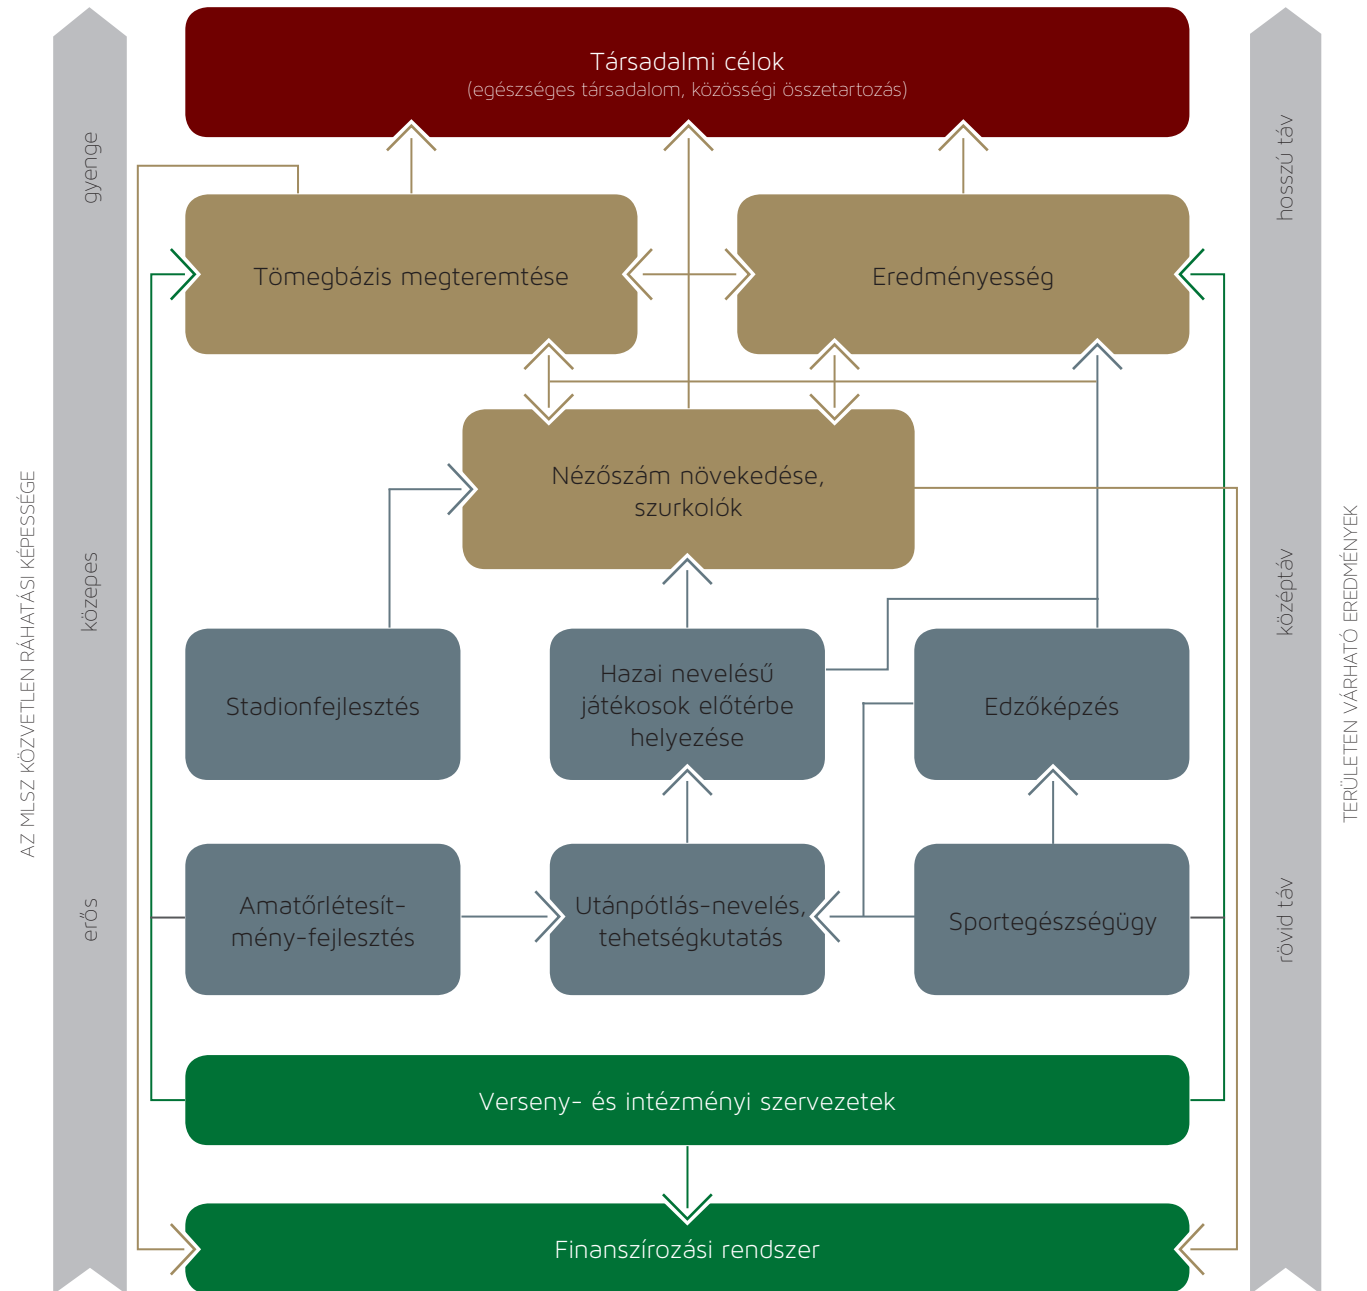 Társadalmi célok
(egészséges társadalom, közösségi összetartozás)
gyenge
hosszú táv
Tömegbázis megteremtése
Eredményesség
AZ MLSZ KÖZVETLEN RÁHATÁSI KÉPESSÉGE
közepes
Nézőszám növekedése,
szurkolók
középtáv
TERÜLETEN VÁRHATÓ EREDMÉNYEK
Stadionfejlesztés
Hazai nevelésű
játékosok előtérbe
helyezése
Edzőképzés
erős
Amatőrlétesít-
mény-fejlesztés
Utánpótlás-nevelés,
tehetségkutatás
Sportegészségügy
rövid táv
Verseny- és intézményi szervezetek
Finanszírozási rendszer